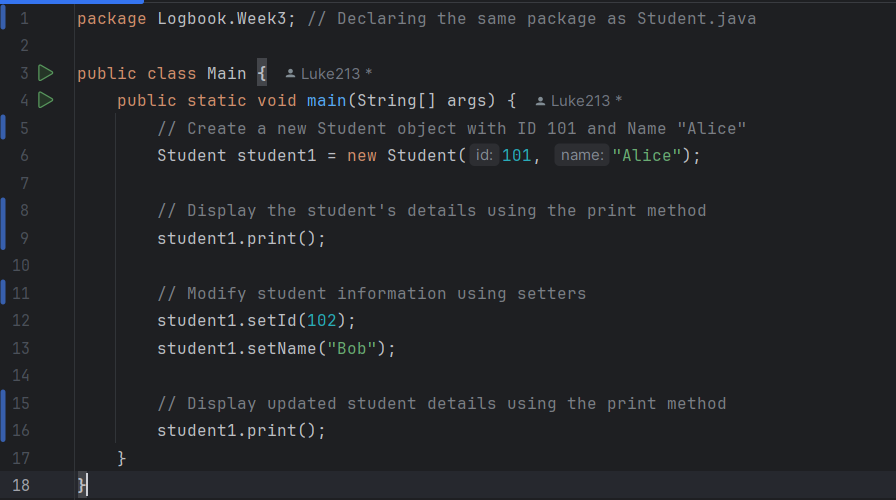 1 package Logbook.Week3; // Declaring the same package as Student.java
2
3 public class Main { Luke213 *
4 public static void main(String[] args) { Luke213 *
5 // Create a new Student object with ID 101 and Name "Alice"
6 Student student1 = new Student( id: 101, name: "Alice");
7
8 // Display the student's details using the print method
9 student1.print();
10
11 // Modify student information using setters
12 student1.setId(102);
13 student1.setName("Bob");
14
15 // Display updated student details using the print method
16 student1.print();
17 }
18 }